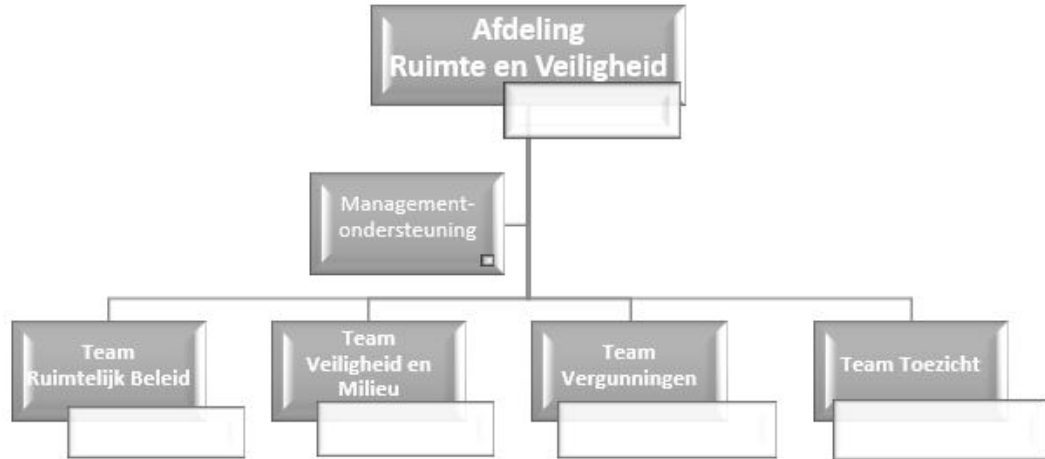 Afdeling
Ruimte en Veiligheid
Management-
ondersteuning
Team
Ruimtelijk Beleid
Team
Veiligheid en
Milieu
Team
Vergunningen
Team Toezicht